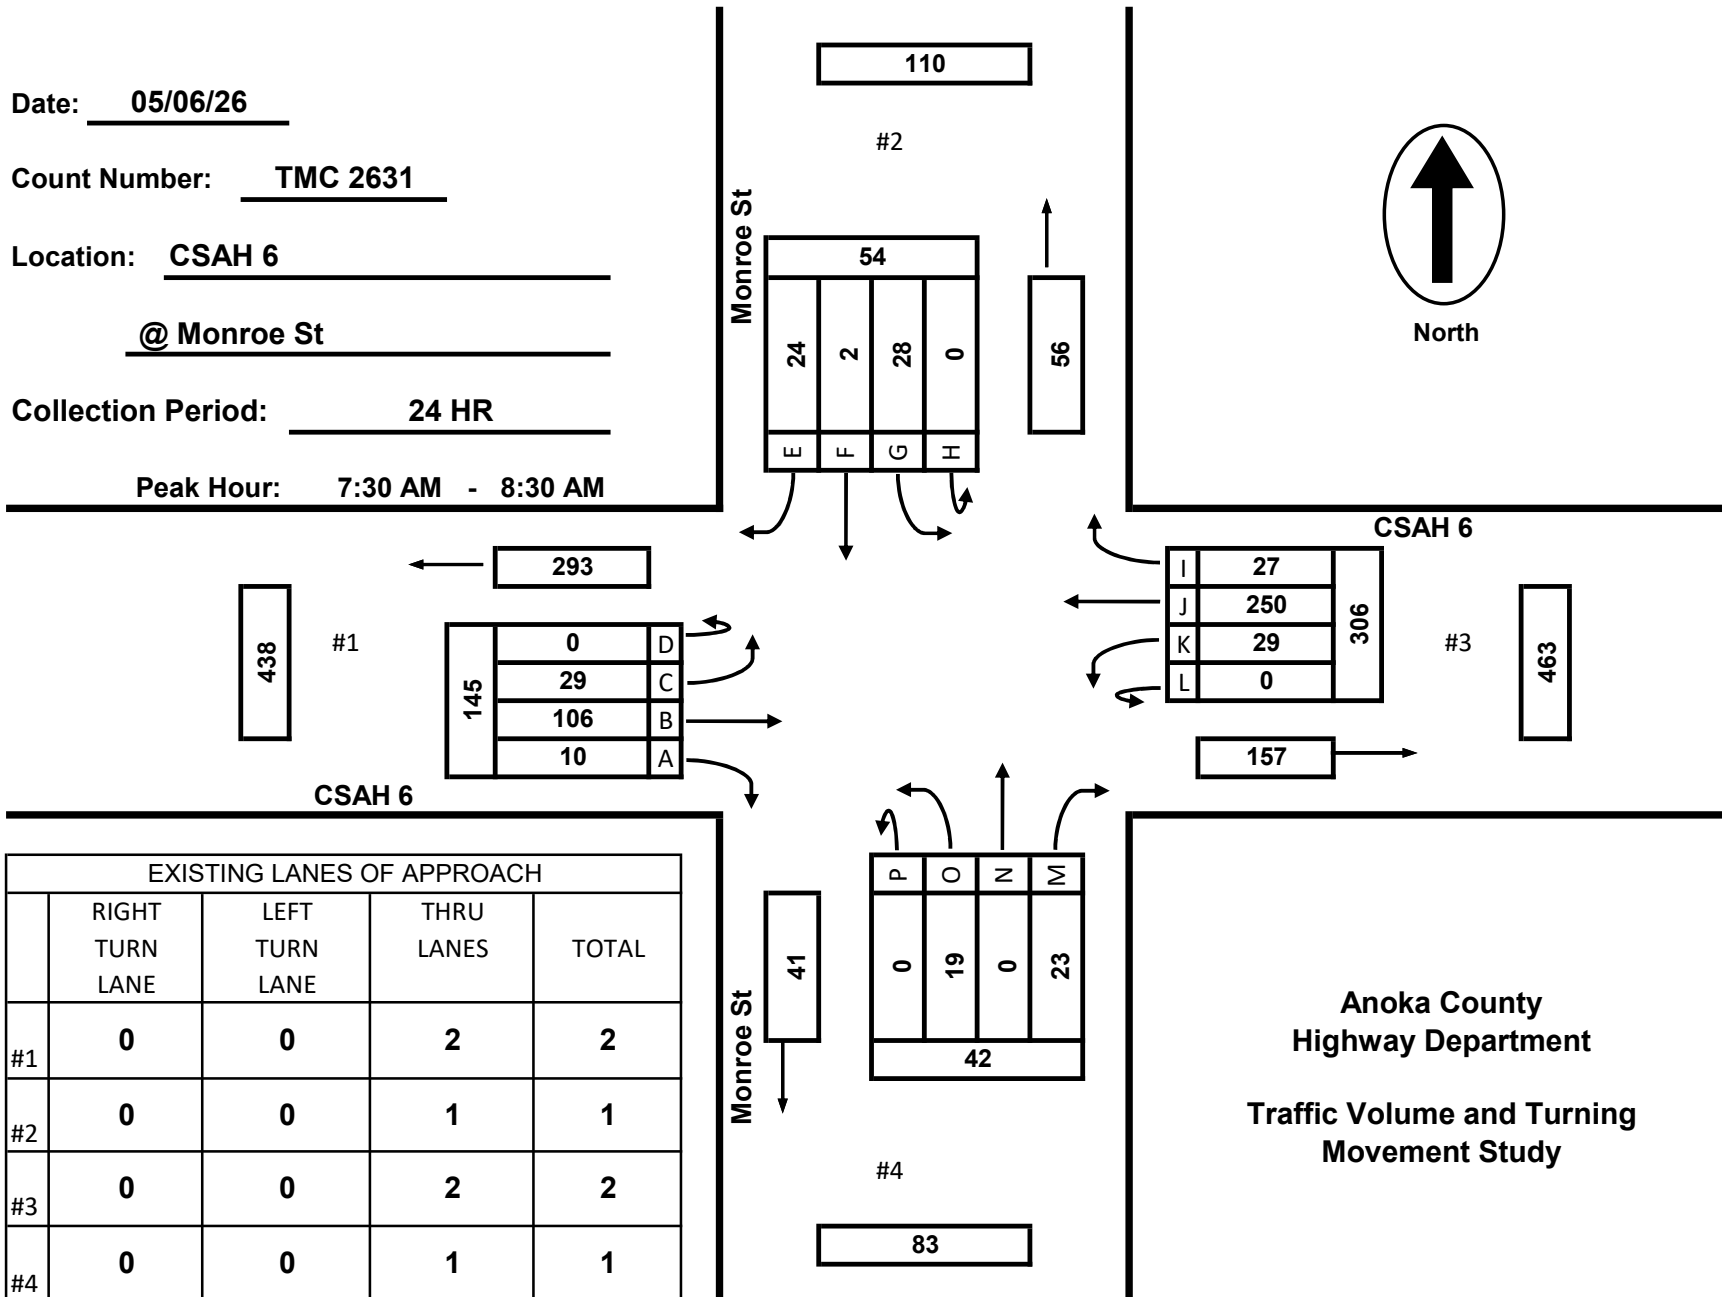 Date: 05/06/26
Count Number: TMC 2631
Location: CSAH 6
@ Monroe St
Collection Period: 24 HR
Peak Hour: 7:30 AM - 8:30 AM
110
#2
Monroe St
54
24 2 28 0
E F G H
56
North
CSAH 6
293
438
#1
145
0 D
29 C
106 B
10 A
CSAH 6
I 27
J 250
K 29
L 0
306
#3
463
157
P O N M
0 19 0 23
42
41
Monroe St
#4
83
EXISTING LANES OF APPROACH
RIGHT LEFT THRU
TURN TURN LANES TOTAL
LANE LANE
#1 0 0 2 2
#2 0 0 1 1
#3 0 0 2 2
#4 0 0 1 1
Anoka County
Highway Department
Traffic Volume and Turning
Movement Study